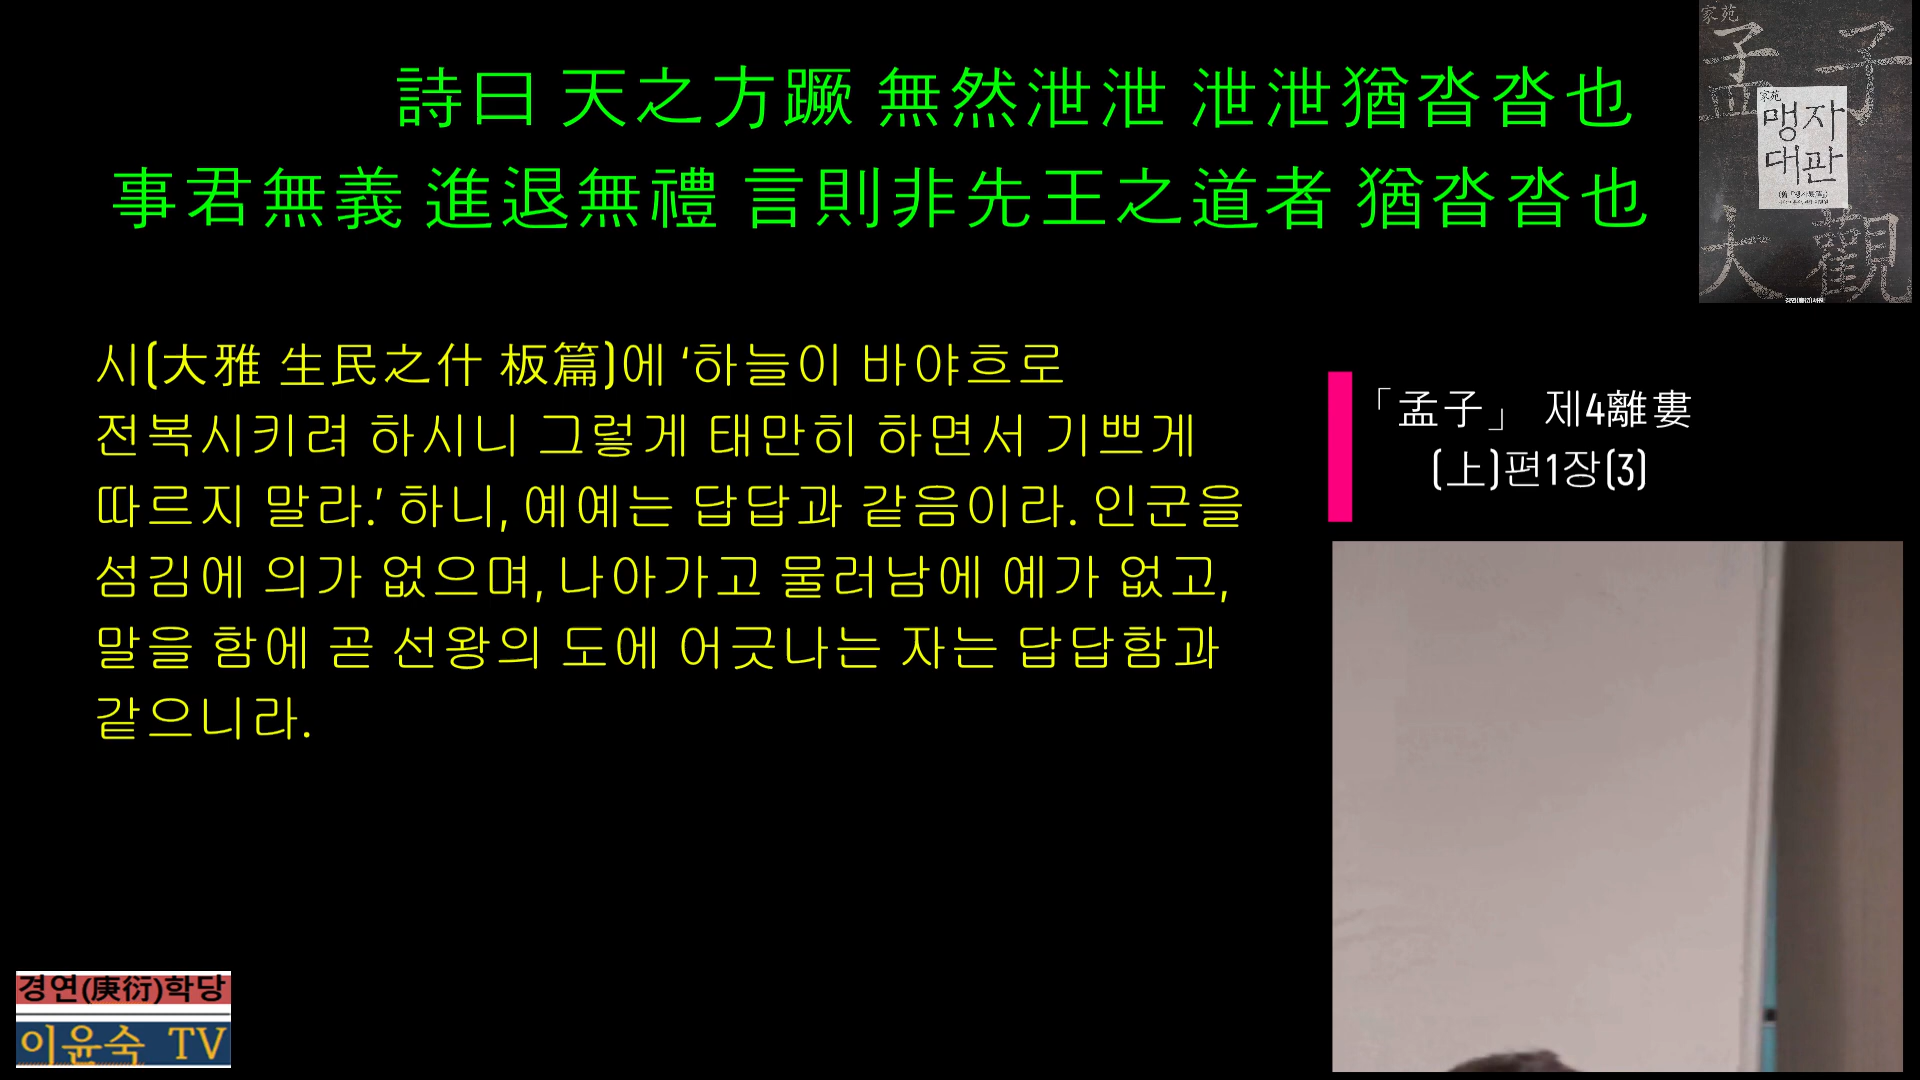 詩曰 天之方蹶 無然泄泄 泄泄猶沓沓也
事君無義 進退無禮 言則非先王之道者 猶沓沓也
시(大雅 生民之什 板篇)에 ‘하늘이 바야흐로
전복시키려 하시니 그렇게 태만히 하면서 기쁘게
따르지 말라.’ 하니, 예예는 답답과 같음이라. 인군을
섬김에 의가 없으며, 나아가고 물러남에 예가 없고,
말을 함에 곧 선왕의 도에 어긋나는 자는 답답함과
같으니라.
家苑
孟子
家苑
맹자
대관
大觀
「孟子」 제4離婁
(上)편1장(3)
경연(庚衍)학당
이윤숙 TV